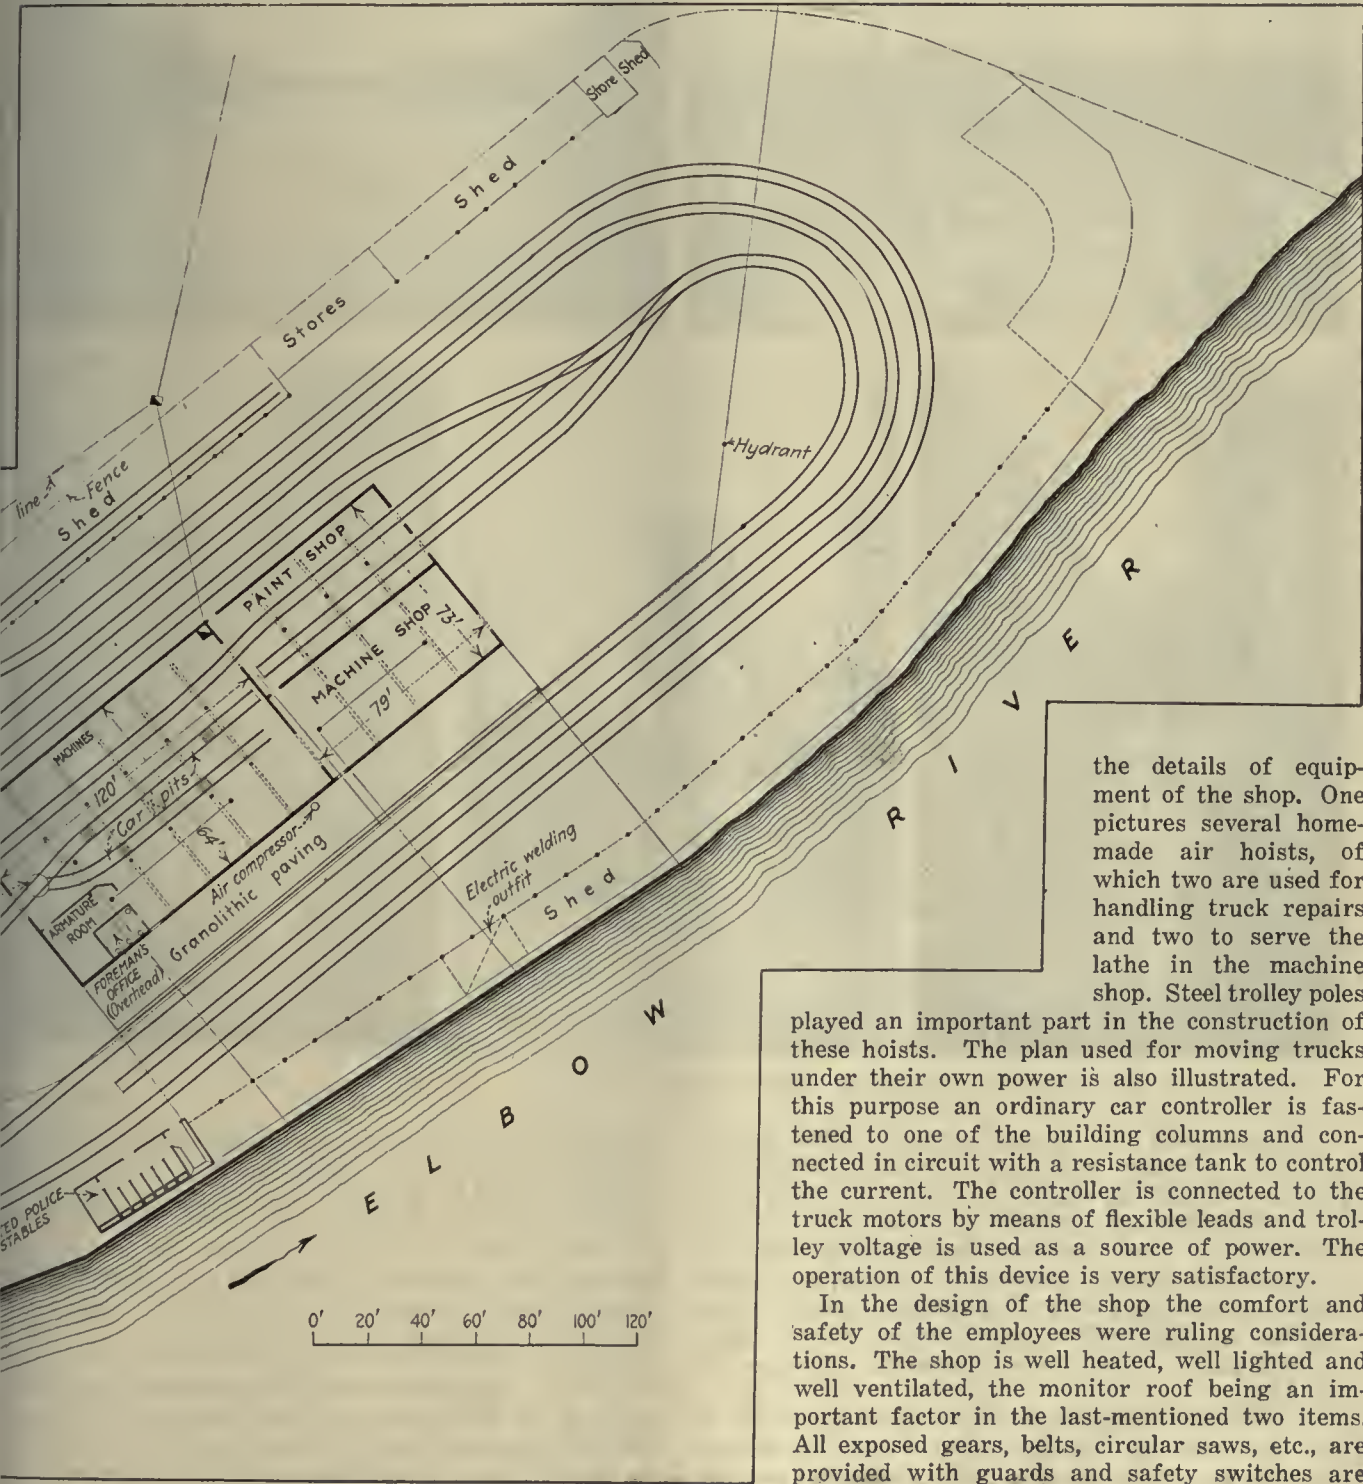 Store Shed
Shed
Stores
Hydrant
line
Fence
Shed
PAINT SHOP
MACHINE SHOP
73'
79'
MACHINES
120'
Car pits
64'
Air compressor
Granolithic paving
ARMATURE
ROOM
FOREMAN'S
OFFICE
(Overhead)
Electric welding
outfit
Shed
TED POLICE
STABLES
ELBOW RIVER
0' 20' 40' 60' 80' 100' 120'
the details of equip-
ment of the shop. One
pictures several home-
made air hoists, of
which two are used for
handling truck repairs
and two to serve the
lathe in the machine
shop. Steel trolley poles
played an important part in the construction of
these hoists. The plan used for moving trucks
under their own power is also illustrated. For
this purpose an ordinary car controller is fas-
tened to one of the building columns and con-
nected in circuit with a resistance tank to control
the current. The controller is connected to the
truck motors by means of flexible leads and trol-
ley voltage is used as a source of power. The
operation of this device is very satisfactory.
In the design of the shop the comfort and
safety of the employees were ruling considera-
tions. The shop is well heated, well lighted and
well ventilated, the monitor roof being an im-
portant factor in the last-mentioned two items.
All exposed gears, belts, circular saws, etc., are
provided with guards and safety switches are